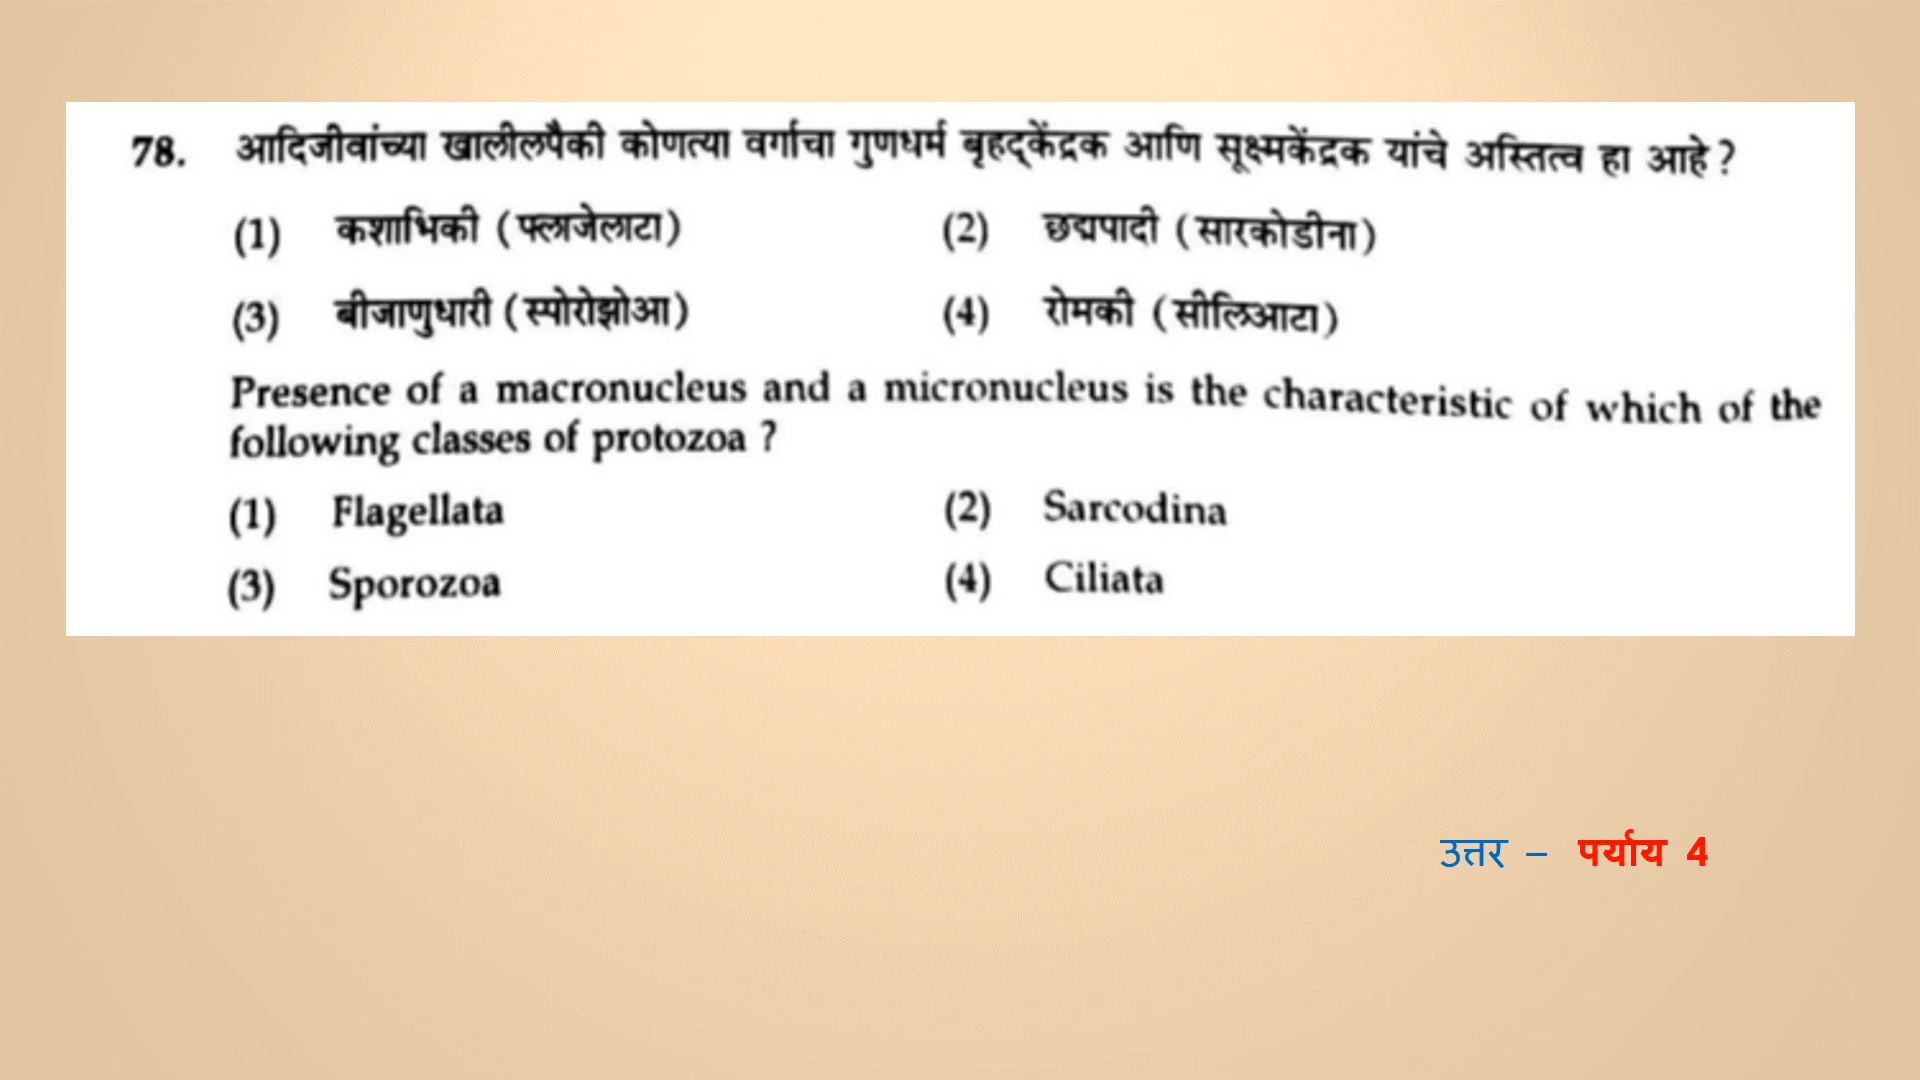 78. आदिजीवांच्या खालीलपैकी कोणत्या वर्गाचा गुणधर्म बृहद्केंद्रक आणि सूक्ष्मकेंद्रक यांचे अस्तित्व हा आहे ?
(1) कशाभिकी (फ्लाजेलाटा) (2) छद्मपादी (सारकोडीना)
(3) बीजाणुधारी (स्पोरोझोआ) (4) रोमकी (सीलिआटा)
Presence of a macronucleus and a micronucleus is the characteristic of which of the
following classes of protozoa ?
(1) Flagellata (2) Sarcodina
(3) Sporozoa (4) Ciliata
उत्तर – पर्याय 4